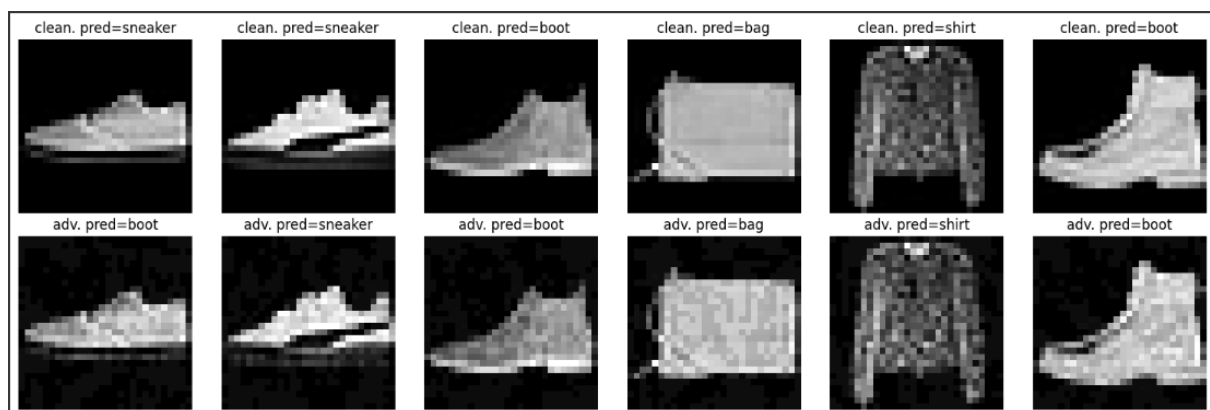 clean. pred=sneaker clean. pred=sneaker clean. pred=boot clean. pred=bag clean. pred=shirt clean. pred=boot
adv. pred=boot adv. pred=sneaker adv. pred=boot adv. pred=bag adv. pred=shirt adv. pred=boot